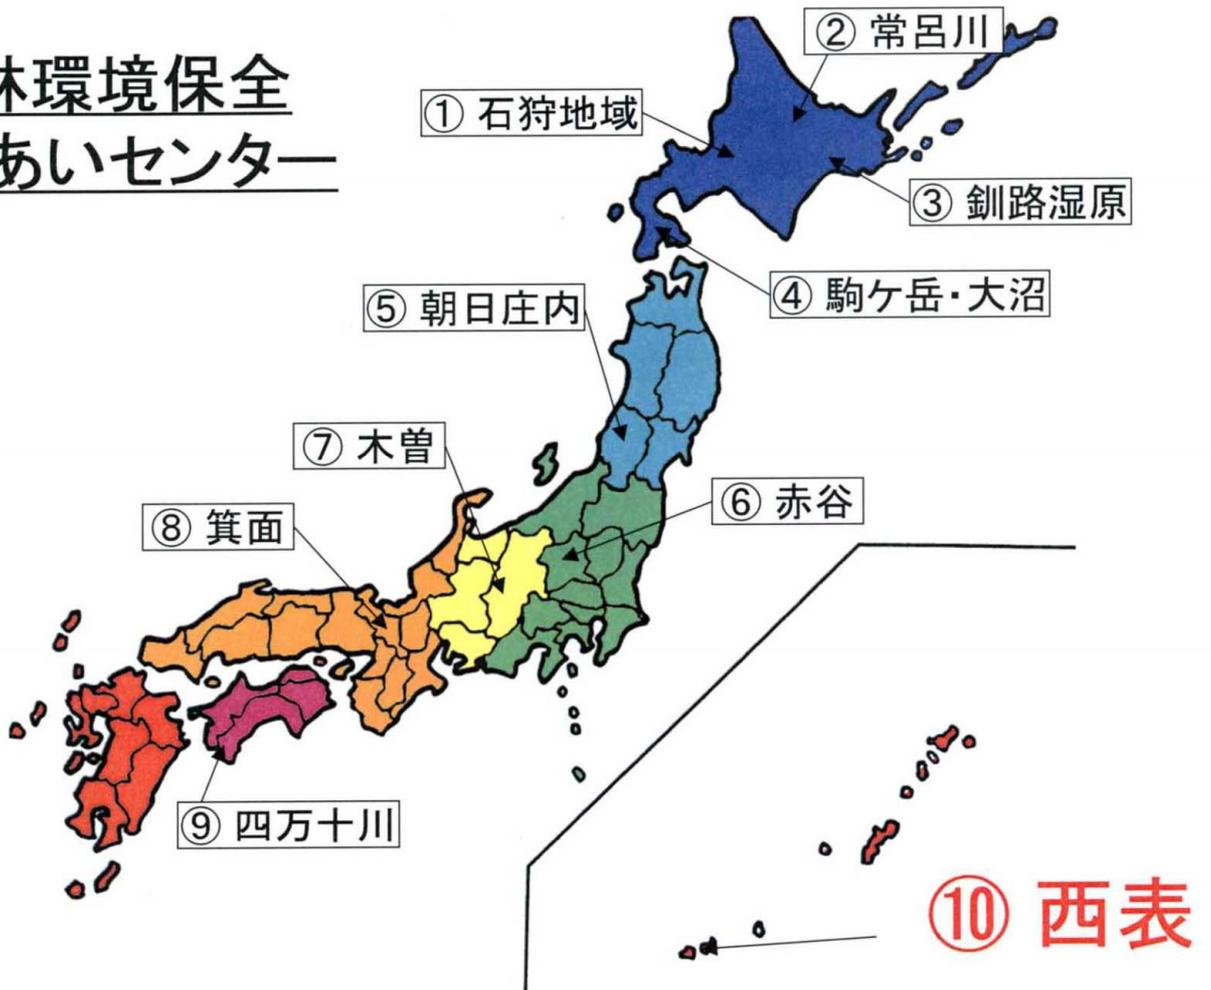 林環境保全
あいセンター
② 常呂川
① 石狩地域
③ 釧路湿原
④ 駒ケ岳・大沼
⑤ 朝日庄内
⑦ 木曽
⑥ 赤谷
⑧ 箕面
⑨ 四万十川
⑩ 西表